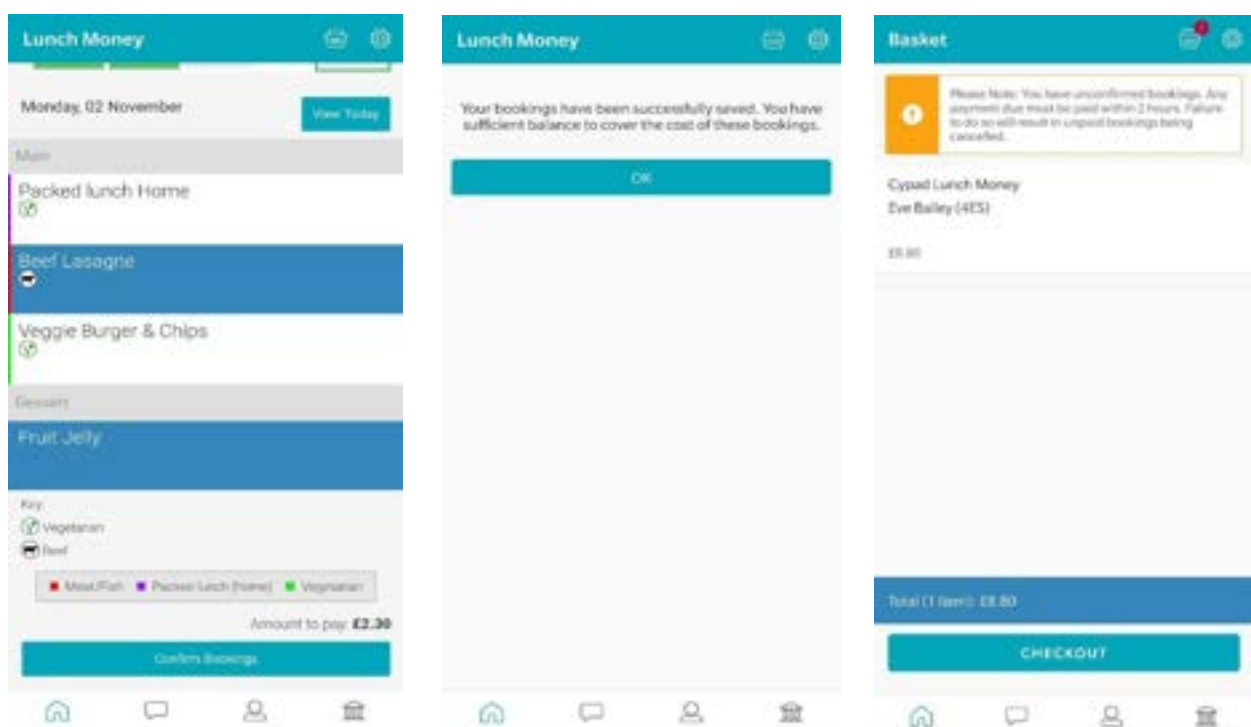 Lunch Money
Monday, 02 November
View Today
Main
Packed lunch Home
Beef Lasagne
Veggie Burger & Chips
Dessert
Fruit Jelly
Key
Vegetarian
Beef
Meat/Fish Packed Lunch (home) Vegetarian
Amount to pay: £2.30
Confirm Bookings
Lunch Money
Your bookings have been successfully saved. You have
sufficient balance to cover the cost of these bookings.
OK
Basket
Please Note: You have unconfirmed bookings. Any
payment due must be paid within 2 hours. Failure
to do so will result in unpaid bookings being
cancelled.
Cypad Lunch Money
Eve Bailey (4ES)
£8.80
Total (1 item): £8.80
CHECKOUT